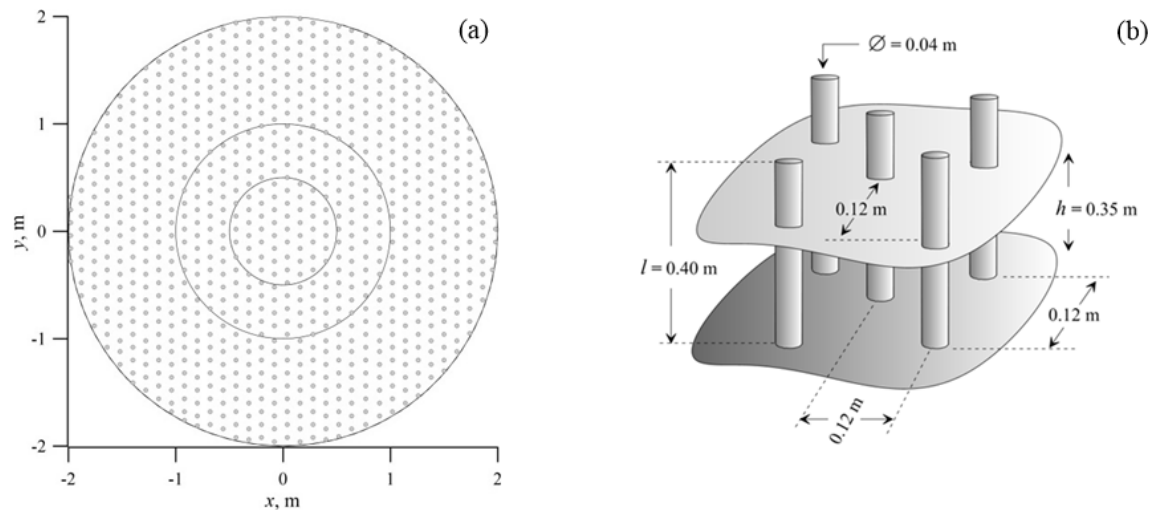 (a)
2
1
0
-1
-2
y, m
-2
-1
0
1
2
x, m
(b)
∅ = 0.04 m
0.12 m
h = 0.35 m
l = 0.40 m
0.12 m
0.12 m